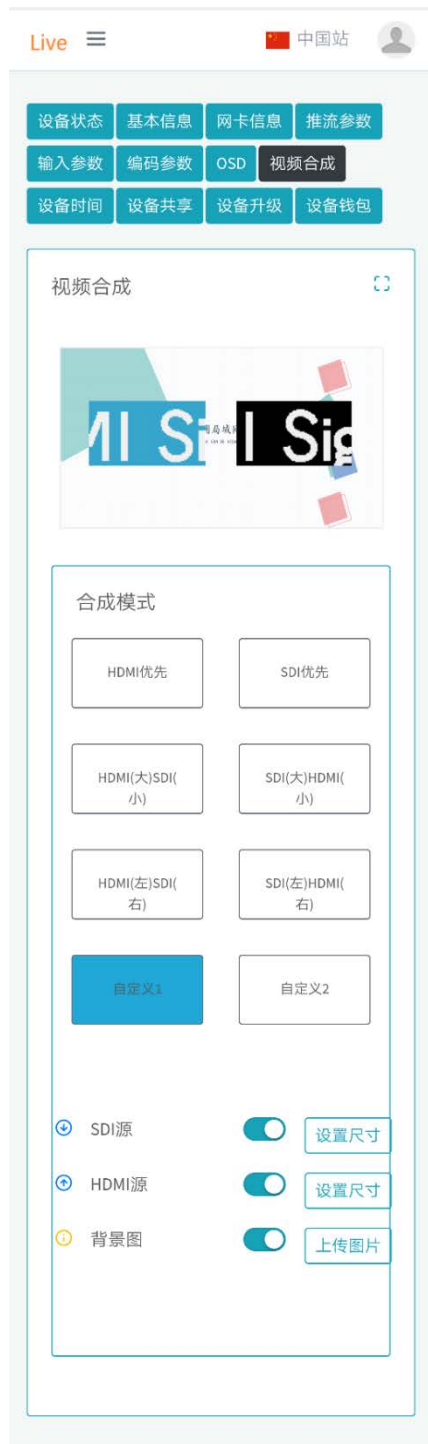 Live 中国站
设备状态 基本信息 网卡信息 推流参数
输入参数 编码参数 OSD 视频合成
设备时间 设备共享 设备升级 设备钱包
视频合成
MI Si I Sig
合成模式
HDMI优先 SDI优先
HDMI(大)SDI( SDI(大)HDMI(
小) 小)
HDMI(左)SDI( SDI(左)HDMI(
右) 右)
自定义1 自定义2
SDI源 设置尺寸
HDMI源 设置尺寸
背景图 上传图片